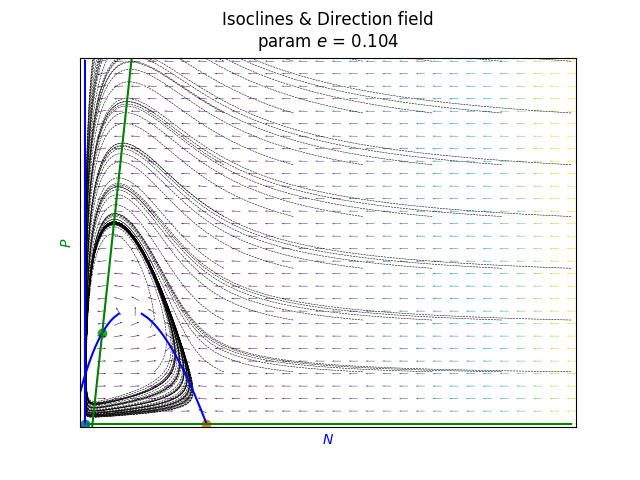 Isoclines & Direction field
param e = 0.104
P
N